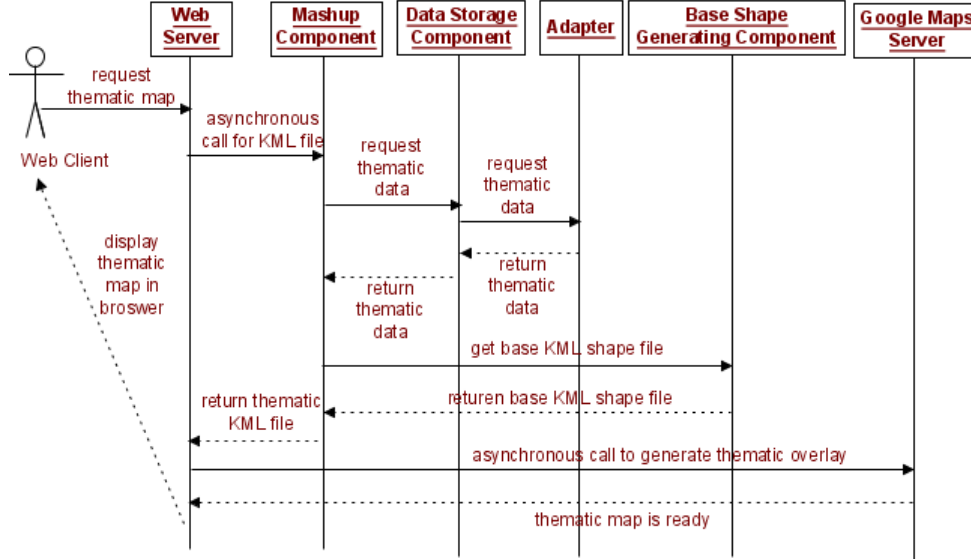 Web
Server
Mashup
Component
Data Storage
Component
Adapter
Base Shape
Generating Component
Google Maps
Server
request
thematic map
Web Client
asynchronous
call for KML file
request
thematic
data
request
thematic
data
return
thematic
data
return
thematic
data
display
thematic
map in
broswer
get base KML shape file
returen base KML shape file
return thematic
KML file
asynchronous call to generate thematic overlay
thematic map is ready